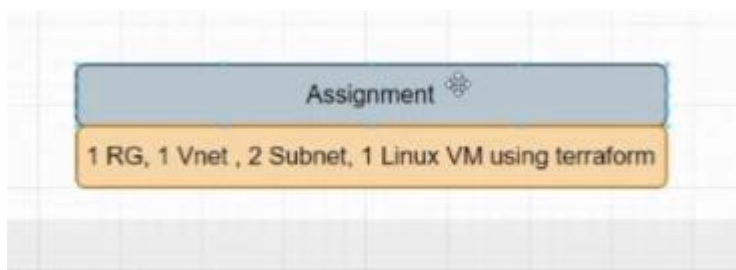 Assignment
1 RG, 1 Vnet , 2 Subnet, 1 Linux VM using terraform